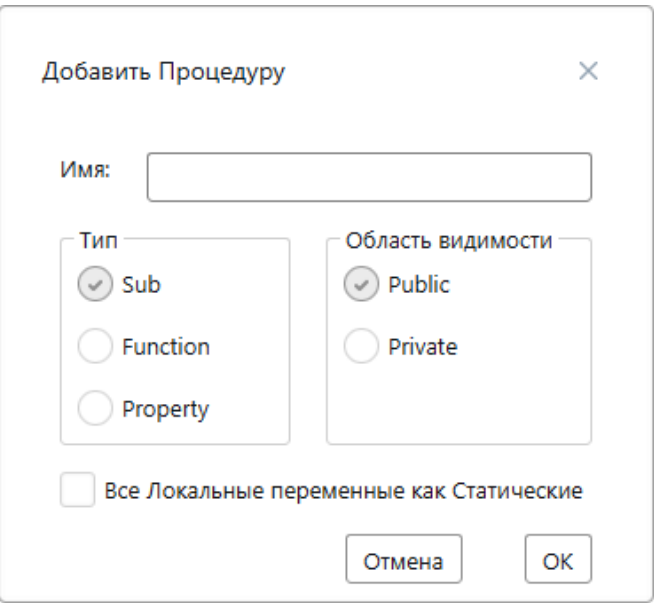 Добавить Процедуру
Имя:
Тип
Область видимости
Sub
Public
Function
Private
Property
Все Локальные переменные как Статические
Отмена
OK